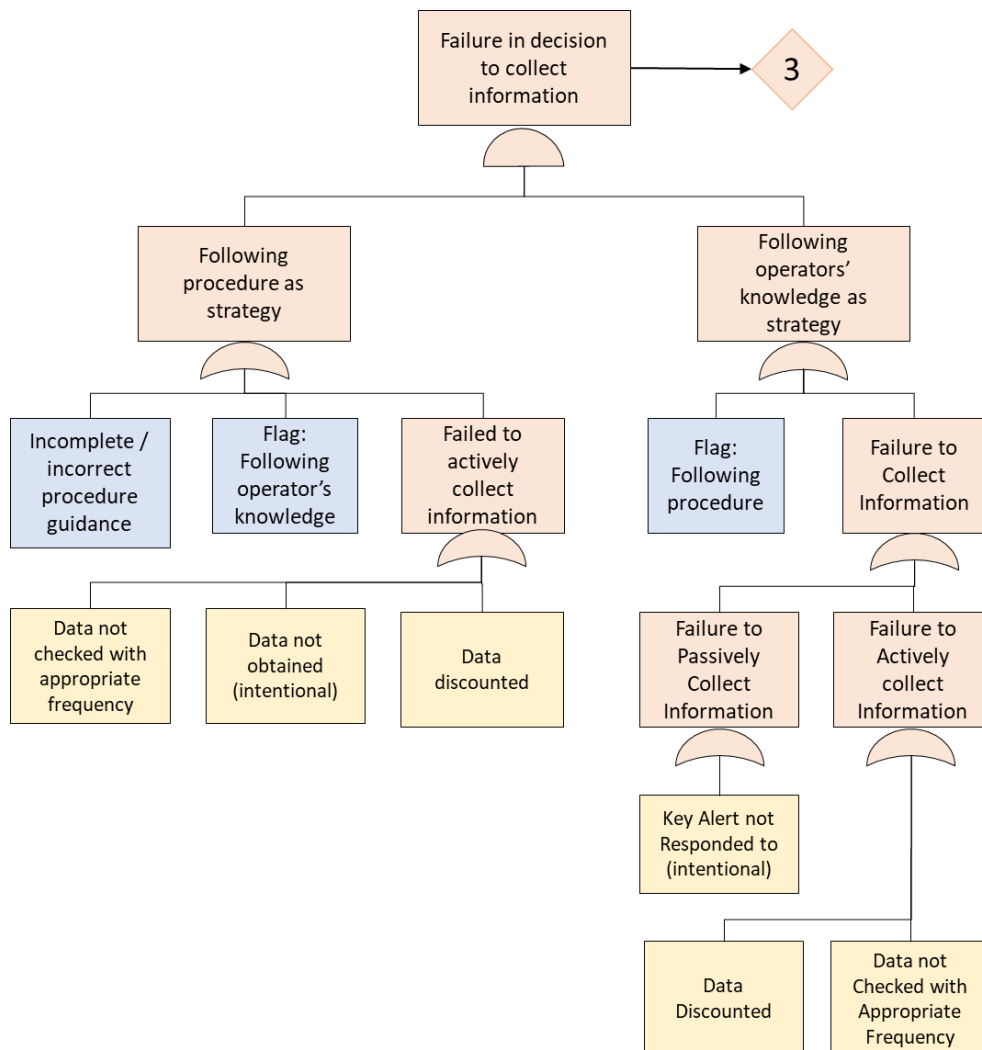 Failure in decision
to collect
information
3
Following
procedure as
strategy
Following
operators’
knowledge as
strategy
Incomplete /
incorrect
procedure
guidance
Flag:
Following
operator’s
knowledge
Failed to
actively
collect
information
Flag:
Following
procedure
Failure to
Collect
Information
Data not
checked with
appropriate
frequency
Data not
obtained
(intentional)
Data
discounted
Failure to
Passively
Collect
Information
Failure to
Actively
collect
Information
Key Alert not
Responded to
(intentional)
Data
Discounted
Data not
Checked with
Appropriate
Frequency